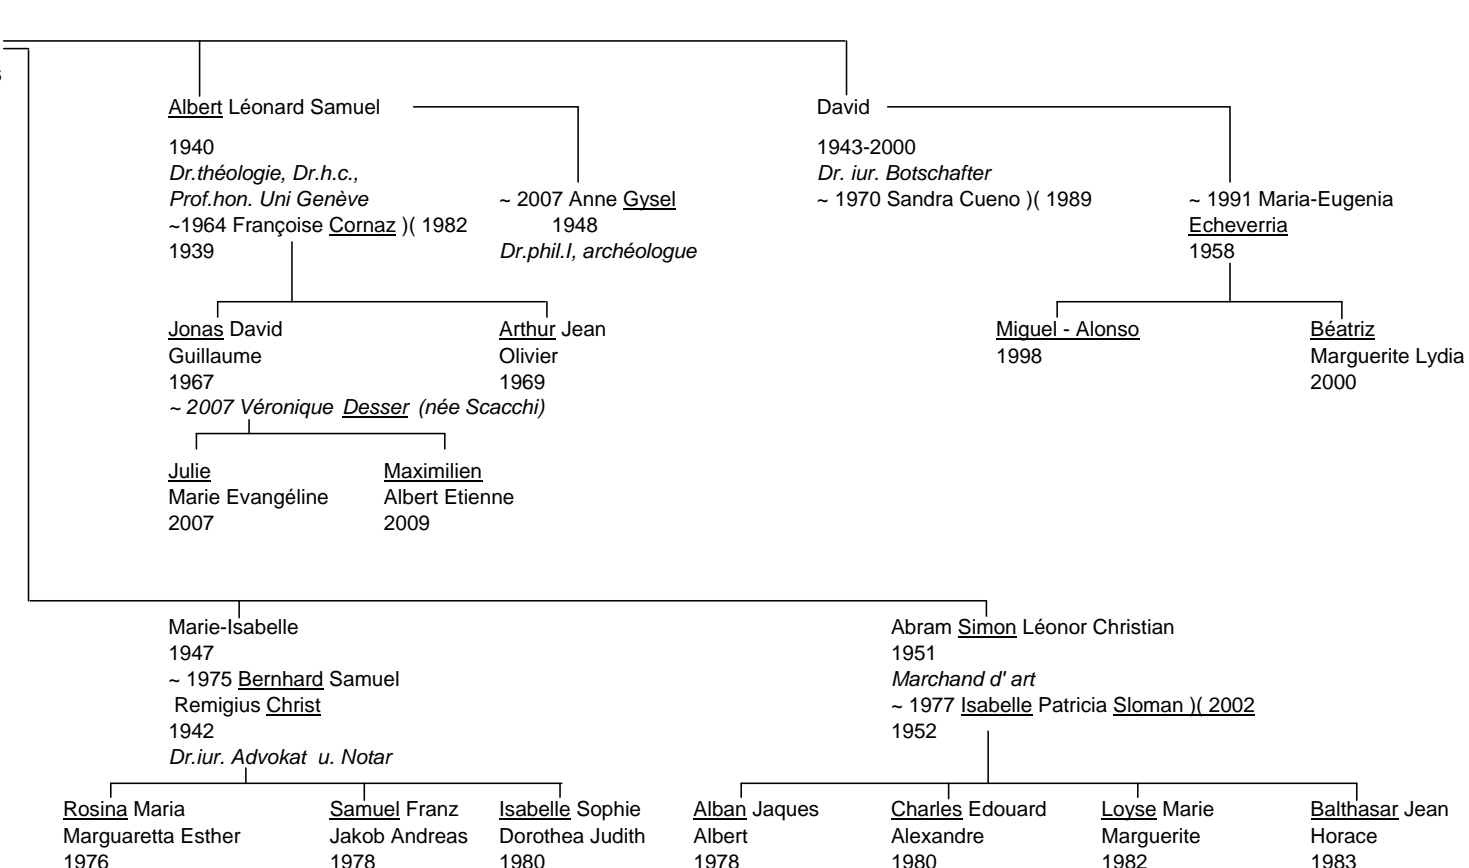 Albert Léonard Samuel
1940
Dr.théologie, Dr.h.c.,
Prof.hon. Uni Genève
~1964 Françoise Cornaz )( 1982
1939
~ 2007 Anne Gysel
1948
Dr.phil.I, archéologue
David
1943-2000
Dr. iur. Botschafter
~ 1970 Sandra Cueno )( 1989
~ 1991 Maria-Eugenia
Echeverria
1958
Jonas David
Guillaume
1967
~ 2007 Véronique Desser (née Scacchi)
Arthur Jean
Olivier
1969
Miguel - Alonso
1998
Béatriz
Marguerite Lydia
2000
Julie
Marie Evangéline
2007
Maximilien
Albert Etienne
2009
Marie-Isabelle
1947
~ 1975 Bernhard Samuel
Remigius Christ
1942
Dr.iur. Advokat u. Notar
Abram Simon Léonor Christian
1951
Marchand d' art
~ 1977 Isabelle Patricia Sloman )( 2002
1952
Rosina Maria
Marguaretta Esther
1976
Samuel Franz
Jakob Andreas
1978
Isabelle Sophie
Dorothea Judith
1980
Alban Jaques
Albert
1978
Charles Edouard
Alexandre
1980
Loyse Marie
Marguerite
1982
Balthasar Jean
Horace
1983